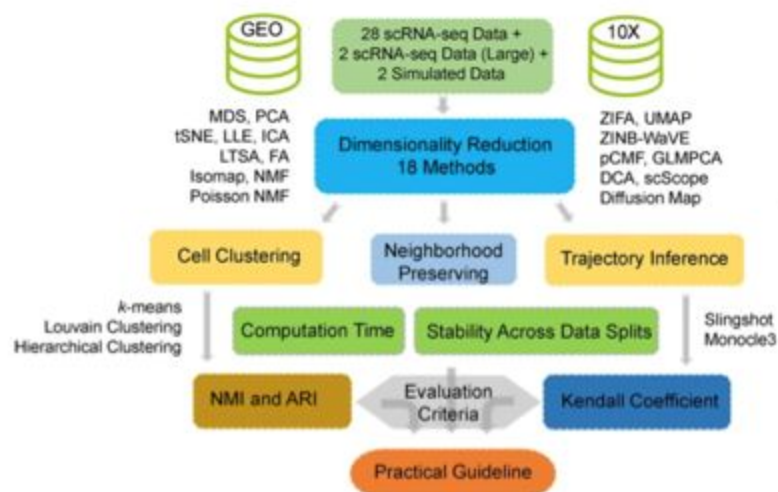 GEO
28 scRNA-seq Data +
2 scRNA-seq Data (Large) +
2 Simulated Data
10X
MDS, PCA
tSNE, LLE, ICA
LTSA, FA
Isomap, NMF
Poisson NMF
Dimensionality Reduction
18 Methods
ZIFA, UMAP
ZINB-WaVE
pCMF, GLMPCA
DCA, scScope
Diffusion Map
Cell Clustering
Neighborhood
Preserving
Trajectory Inference
k-means
Louvain Clustering
Hierarchical Clustering
Computation Time
Stability Across Data Splits
Slingshot
Monocle3
NMI and ARI
Evaluation
Criteria
Kendall Coefficient
Practical Guideline